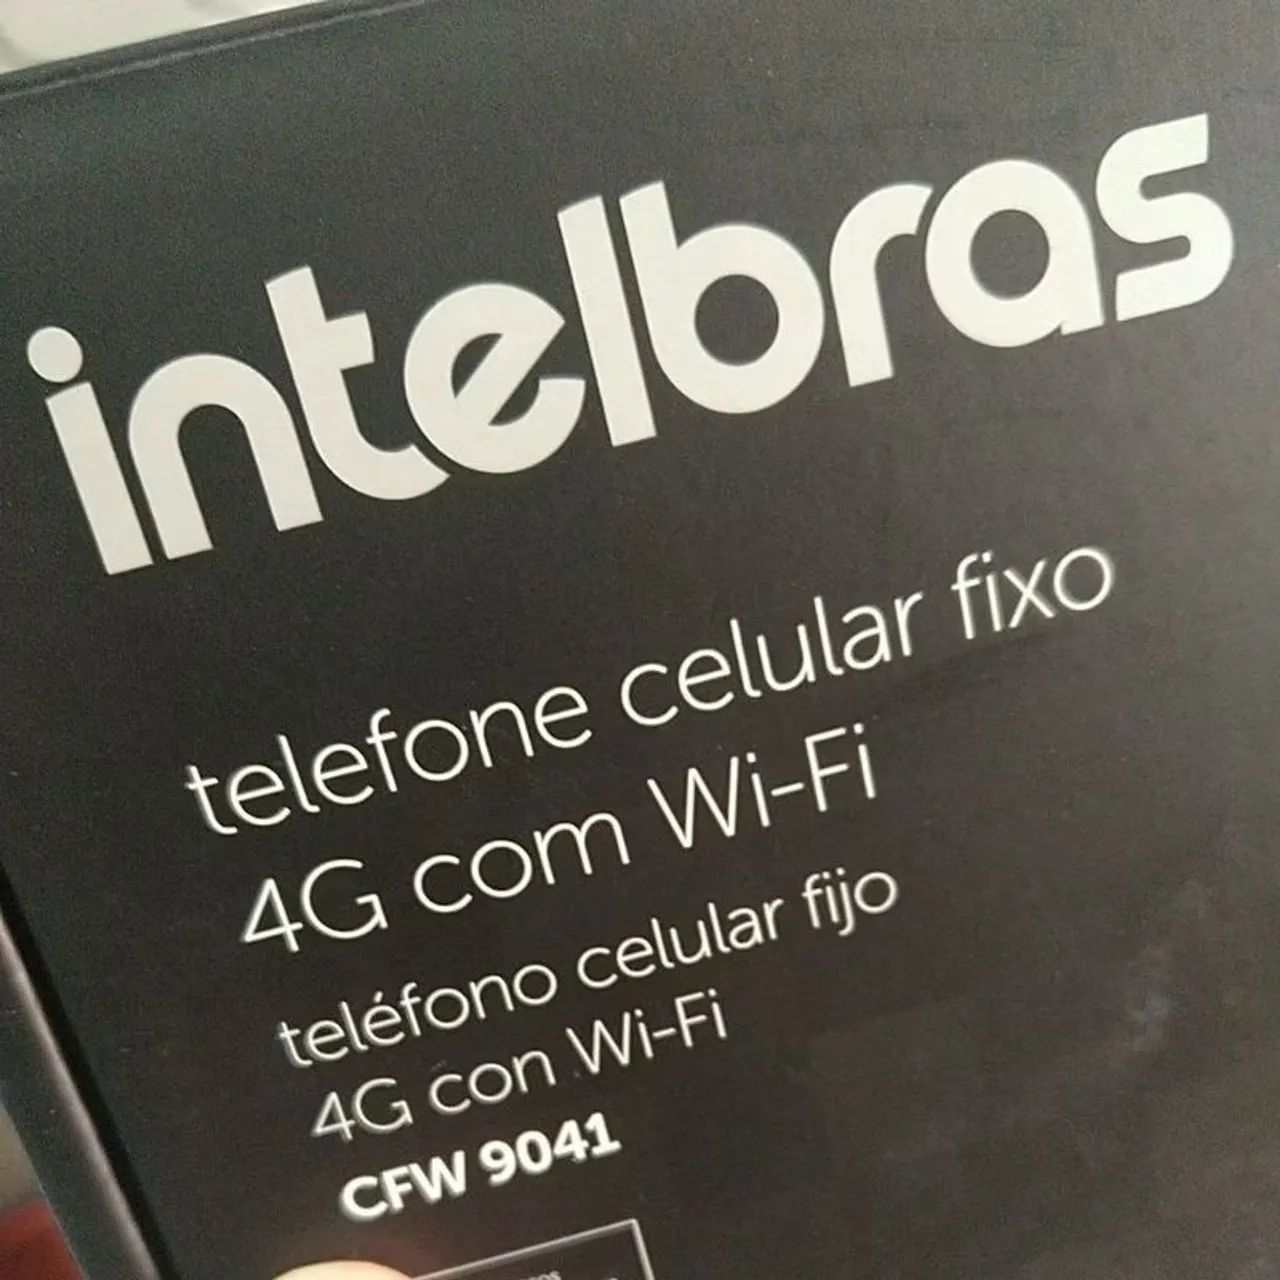 intelbras
telefone celular fixo
4G com Wi-Fi
teléfono celular fijo
4G con Wi-Fi
CFW 9041